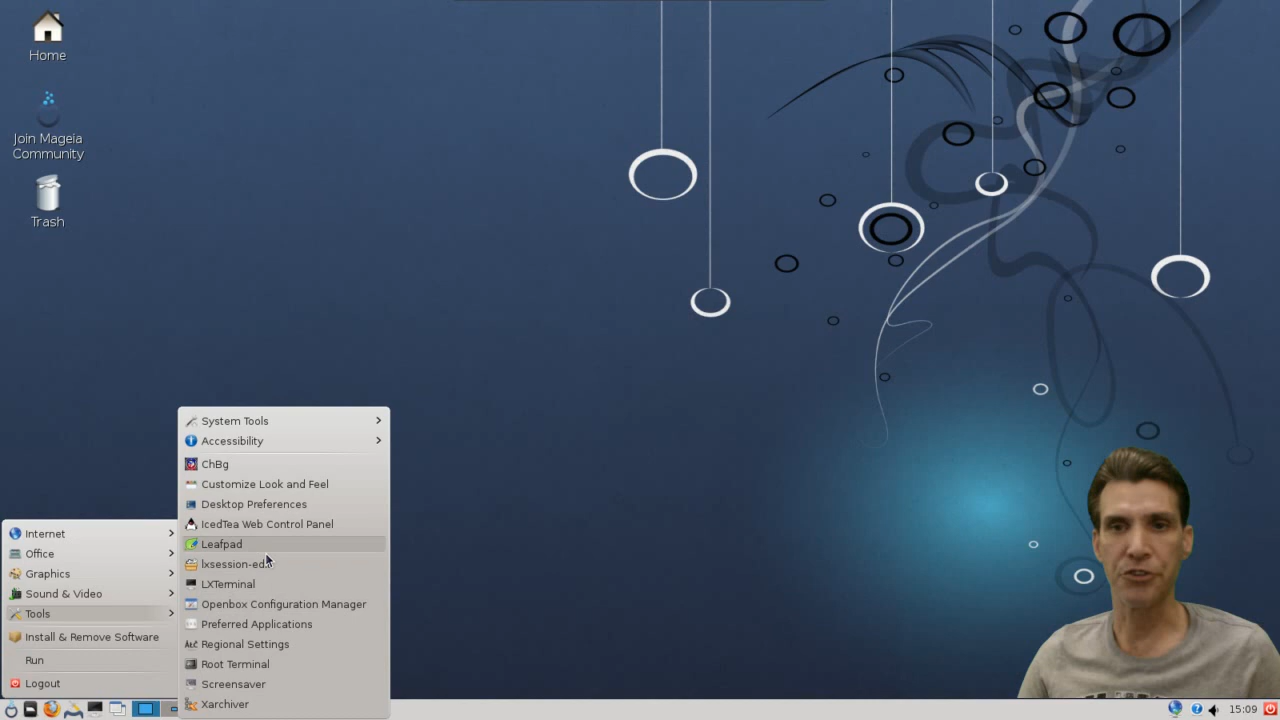 Home
Join Mageia
Community
Trash
System Tools
Accessibility
ChBg
Customize Look and Feel
Desktop Preferences
IcedTea Web Control Panel
Leafpad
LXTerminal
Openbox Configuration Manager
Preferred Applications
Regional Settings
Root Terminal
Screensaver
Xarchiver
Internet
Office
Graphics
Sound & Video
Tools
Install & Remove Software
Run
Logout
15:09